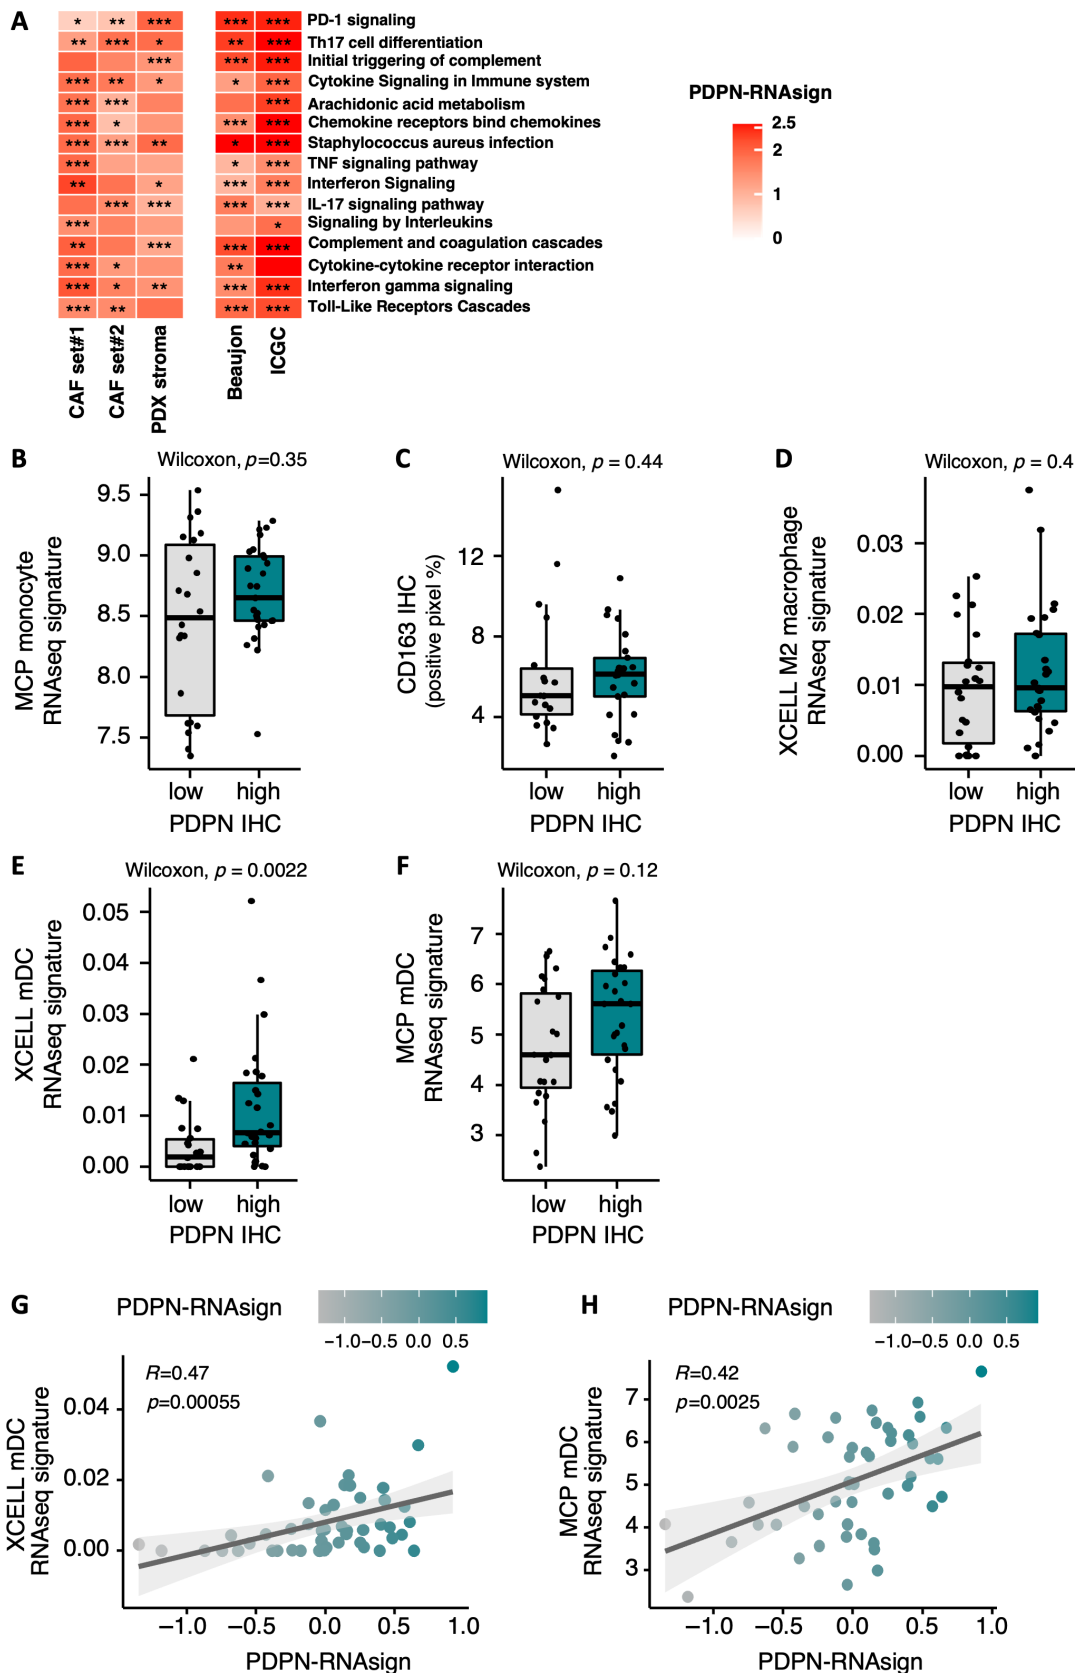 A
* ** *** *** *** PD-1 signaling
** *** * ** *** Th17 cell differentiation
*** *** *** Initial triggering of complement
*** ** * * *** Cytokine Signaling in Immune system
*** *** *** Arachidonic acid metabolism
*** * *** *** Chemokine receptors bind chemokines
*** *** ** * *** Staphylococcus aureus infection
*** * *** TNF signaling pathway
** * *** *** Interferon Signaling
*** *** *** *** IL-17 signaling pathway
*** * Signaling by Interleukins
** *** *** *** Complement and coagulation cascades
*** * ** Cytokine-cytokine receptor interaction
*** * ** *** *** Interferon gamma signaling
*** ** *** *** Toll-Like Receptors Cascades
CAF set#1
CAF set#2
PDX stroma
Beaujon
ICGC
PDPN-RNAsign
2.5
2
1
0
B
Wilcoxon, p=0.35
MCP monocyte
RNAseq signature
9.5
9.0
8.5
8.0
7.5
low high
PDPN IHC
C
Wilcoxon, p = 0.44
CD163 IHC
(positive pixel %)
12
8
4
low high
PDPN IHC
D
Wilcoxon, p = 0.4
XCELL M2 macrophage
RNAseq signature
0.03
0.02
0.01
0.00
low high
PDPN IHC
E
Wilcoxon, p = 0.0022
XCELL mDC
RNAseq signature
0.05
0.04
0.03
0.02
0.01
0.00
low high
PDPN IHC
F
Wilcoxon, p = 0.12
MCP mDC
RNAseq signature
7
6
5
4
3
low high
PDPN IHC
G
PDPN-RNAsign
−1.0−0.5 0.0 0.5
R=0.47
p=0.00055
XCELL mDC
RNAseq signature
0.04
0.02
0.00
−1.0 −0.5 0.0 0.5 1.0
PDPN-RNAsign
H
PDPN-RNAsign
−1.0−0.5 0.0 0.5
R=0.42
p=0.0025
MCP mDC
RNAseq signature
7
6
5
4
3
−1.0 −0.5 0.0 0.5 1.0
PDPN-RNAsign